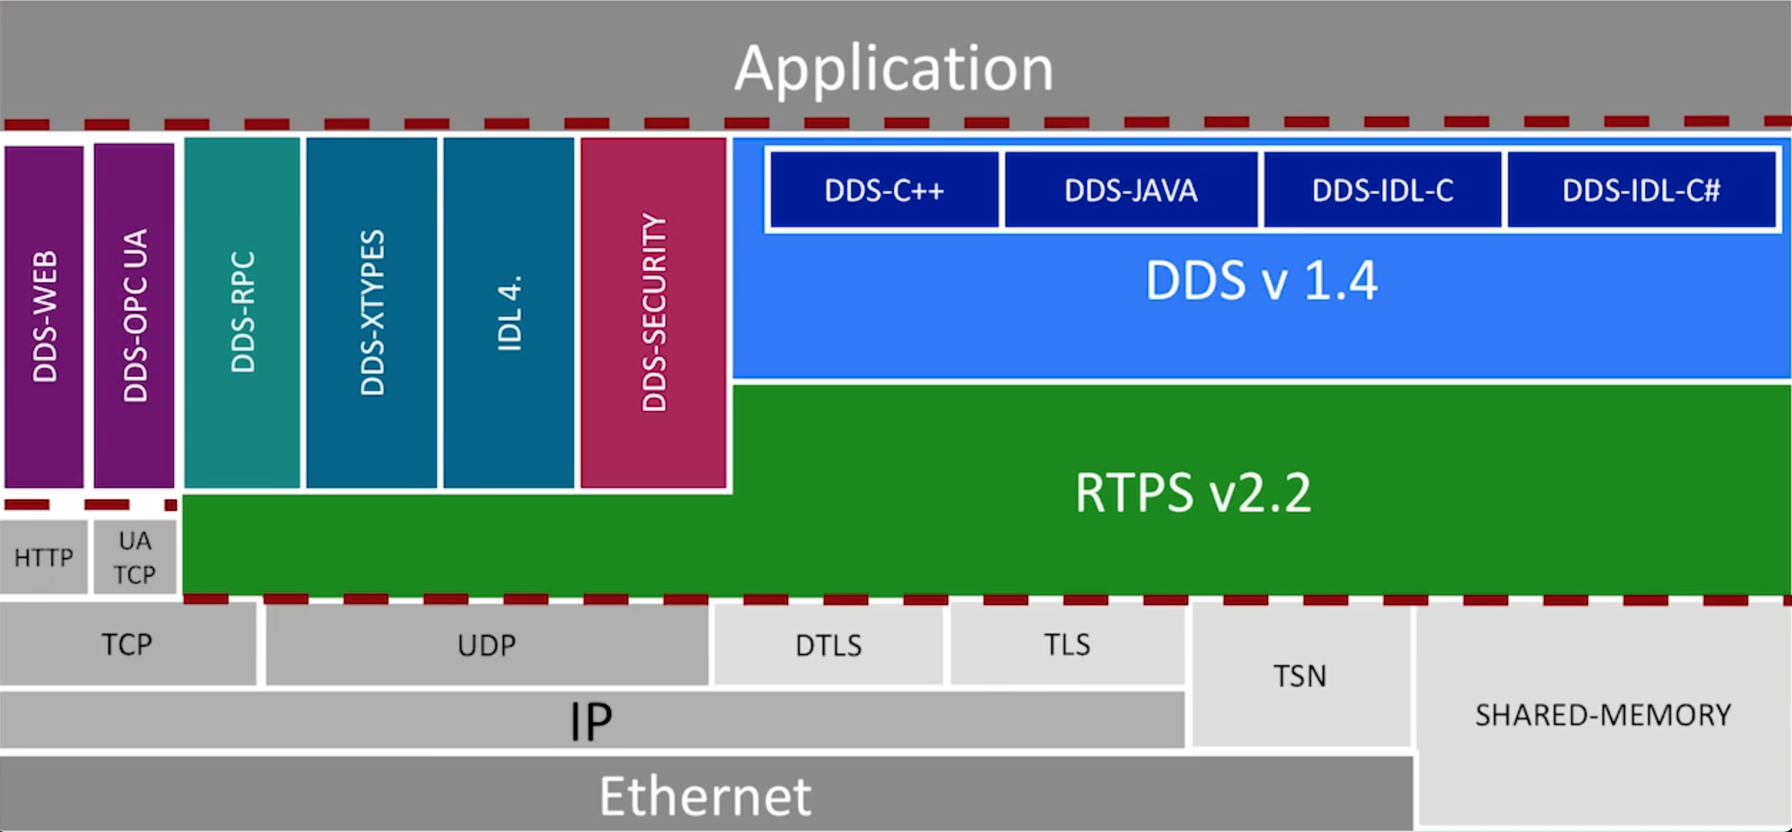 Application
DDS-WEB
DDS-OPC UA
DDS-RPC
DDS-XTYPES
IDL 4.
DDS-SECURITY
DDS-C++
DDS-JAVA
DDS-IDL-C
DDS-IDL-C#
DDS v 1.4
RTPS v2.2
HTTP
UA
TCP
TCP
UDP
DTLS
TLS
TSN
SHARED-MEMORY
IP
Ethernet